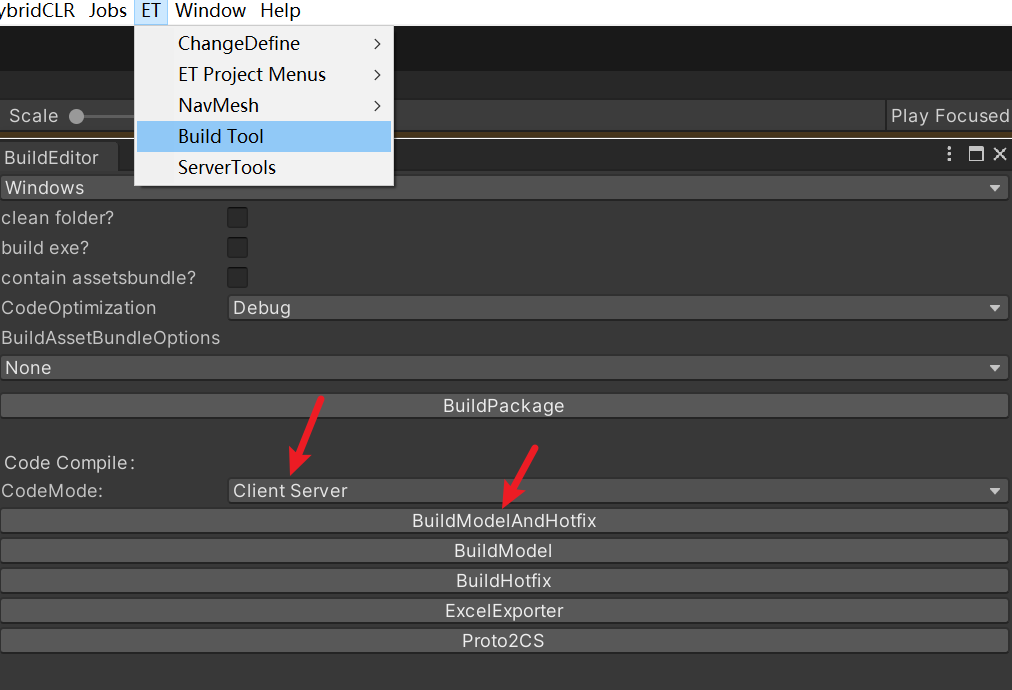 ybridCLR Jobs ET Window Help
ChangeDefine
ET Project Menus
NavMesh
Build Tool
ServerTools
Scale
Play Focused
BuildEditor
Windows
clean folder?
build exe?
contain assetsbundle?
CodeOptimization Debug
BuildAssetBundleOptions
None
BuildPackage
Code Compile:
CodeMode: Client Server
BuildModelAndHotfix
BuildModel
BuildHotfix
ExcelExporter
Proto2CS